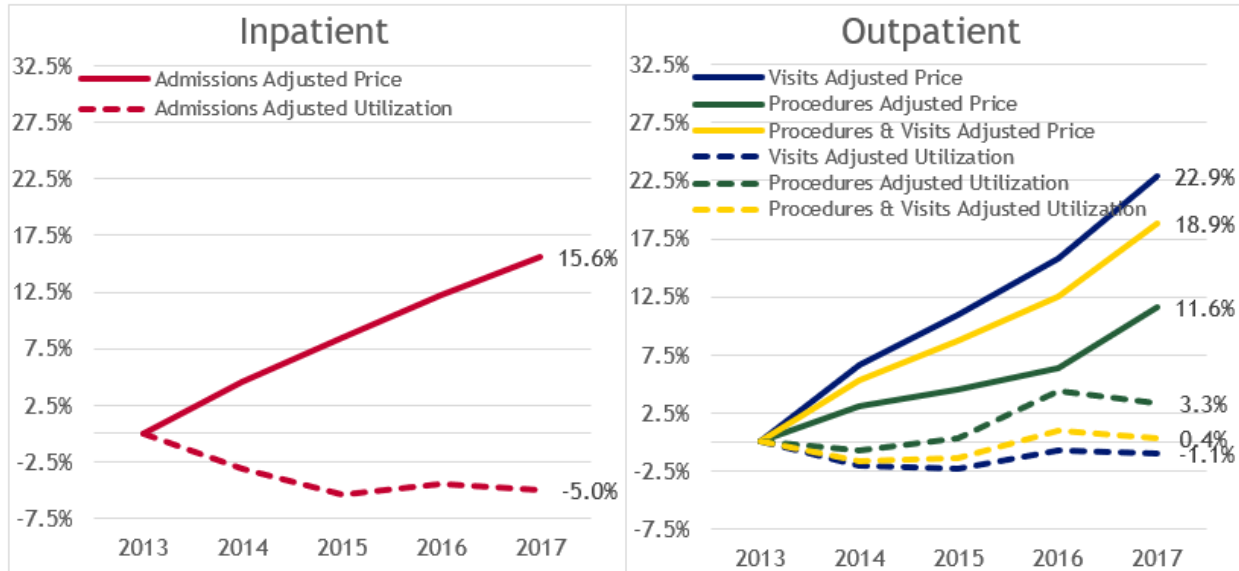 Inpatient
32.5%
Admissions Adjusted Price
Admissions Adjusted Utilization
27.5%
22.5%
17.5%
15.6%
12.5%
7.5%
2.5%
-2.5%
-5.0%
-7.5%
2013 2014 2015 2016 2017
Outpatient
32.5%
Visits Adjusted Price
Procedures Adjusted Price
27.5%
Procedures & Visits Adjusted Price
Visits Adjusted Utilization
22.5%
Procedures Adjusted Utilization
22.9%
Procedures & Visits Adjusted Utilization
17.5%
18.9%
12.5%
11.6%
7.5%
2.5%
3.3%
0.4%
-1.1%
-2.5%
-7.5%
2013 2014 2015 2016 2017